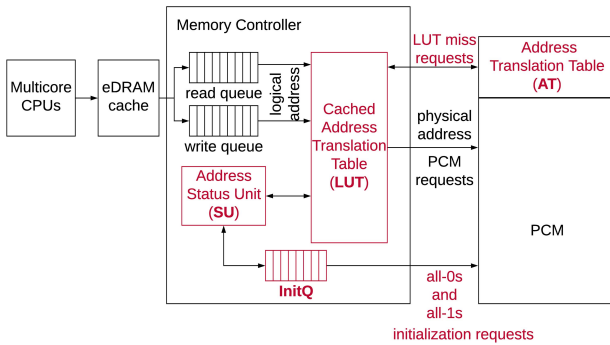 Memory Controller
Multicore
CPUs
eDRAM
cache
read queue
write queue
logical
address
Cached
Address
Translation
Table
(LUT)
Address
Status Unit
(SU)
InitQ
LUT miss
requests
physical
address
PCM
requests
all-0s
and
all-1s
initialization requests
Address
Translation Table
(AT)
PCM